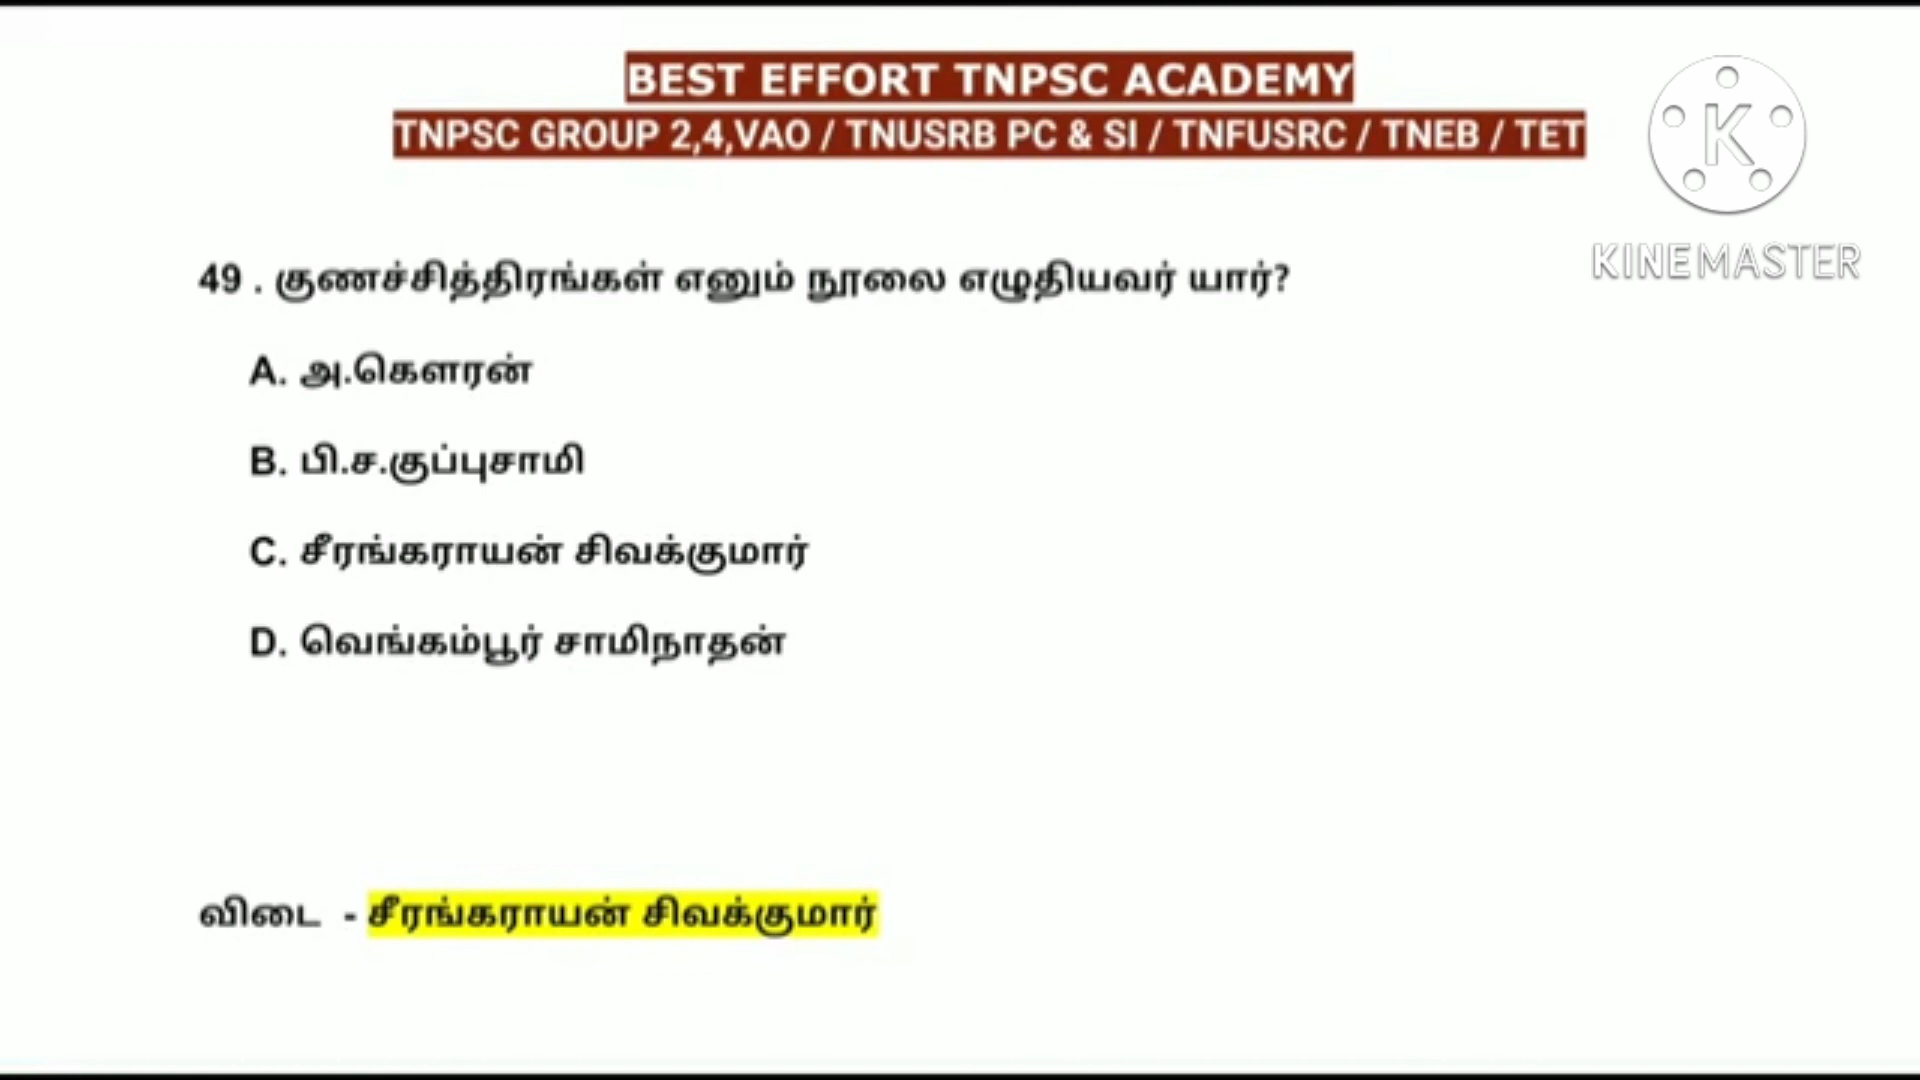 BEST EFFORT TNPSC ACADEMY
TNPSC GROUP 2,4,VAO / TNUSRB PC & SI / TNFUSRC / TNEB / TET
K
KINEMASTER
49 . குணச்சித்திரங்கள் எனும் நூலை எழுதியவர் யார்?
A. அ.கௌரன்
B. பி.ச.குப்புசாமி
C. சீரங்கராயன் சிவக்குமார்
D. வெங்கம்பூர் சாமிநாதன்
விடை - சீரங்கராயன் சிவக்குமார்